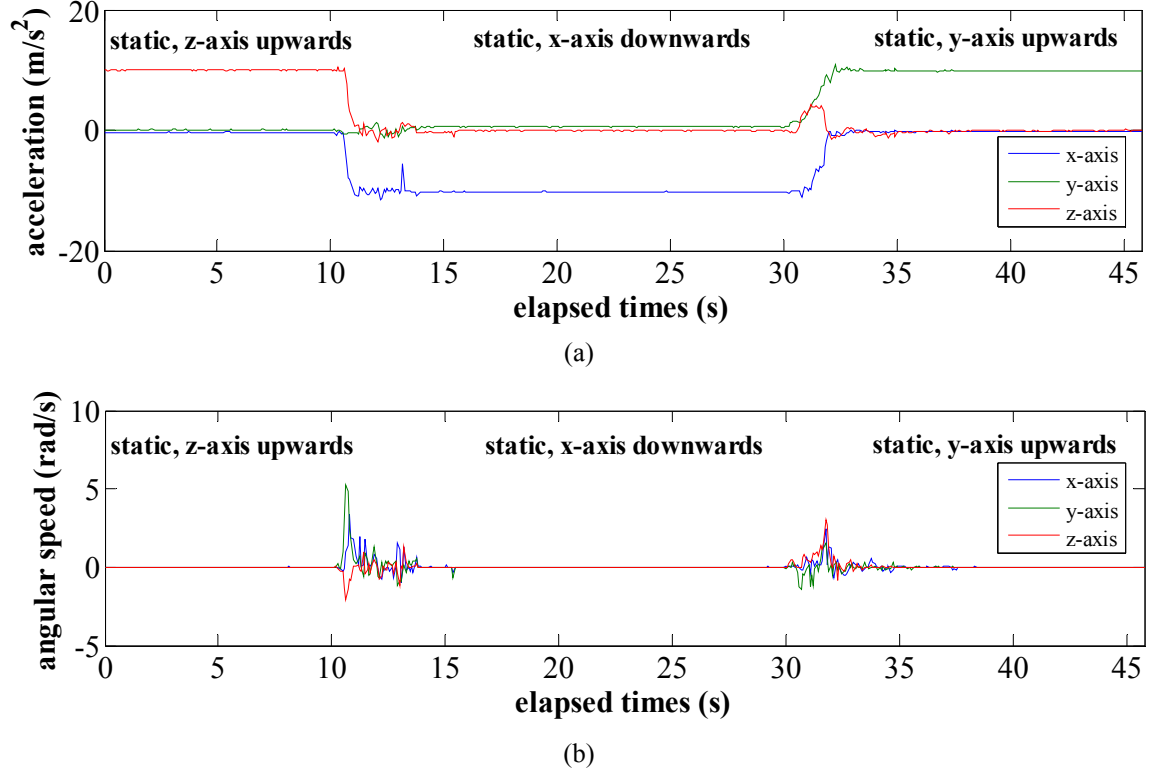 static, z-axis upwards static, x-axis downwards static, y-axis upwards
acceleration (m/s²)
20
0
-20
x-axis
y-axis
z-axis
0 5 10 15 20 25 30 35 40 45
elapsed times (s)
(a)
static, z-axis upwards static, x-axis downwards static, y-axis upwards
angular speed (rad/s)
10
5
0
-5
x-axis
y-axis
z-axis
0 5 10 15 20 25 30 35 40 45
elapsed times (s)
(b)